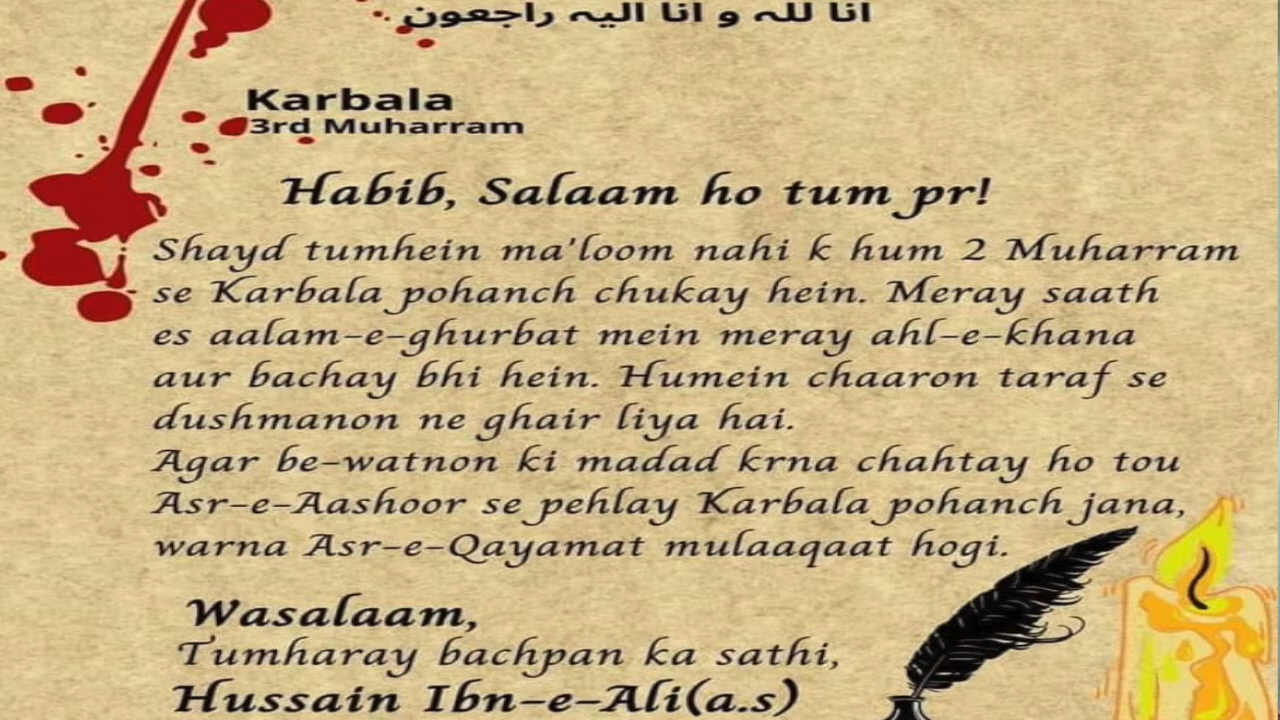 انا للہ و انا الیہ راجعون
Karbala
3rd Muharram
Habib, Salaam ho tum pr!
Shayd tumhein ma'loom nahi k hum 2 Muharram
se Karbala pohanch chukay hein. Meray saath
es aalam-e-ghurbat mein meray ahl-e-khana
aur bachay bhi hein. Humein chaaron taraf se
dushmanon ne ghair liya hai.
Agar be-watnon ki madad krna chahtay ho tou
Asr-e-Aashoor se pehlay Karbala pohanch jana,
warna Asr-e-Qayamat mulaaqaat hogi.
Wasalaam,
Tumharay bachpan ka sathi,
Hussain Ibn-e-Ali(a.s)